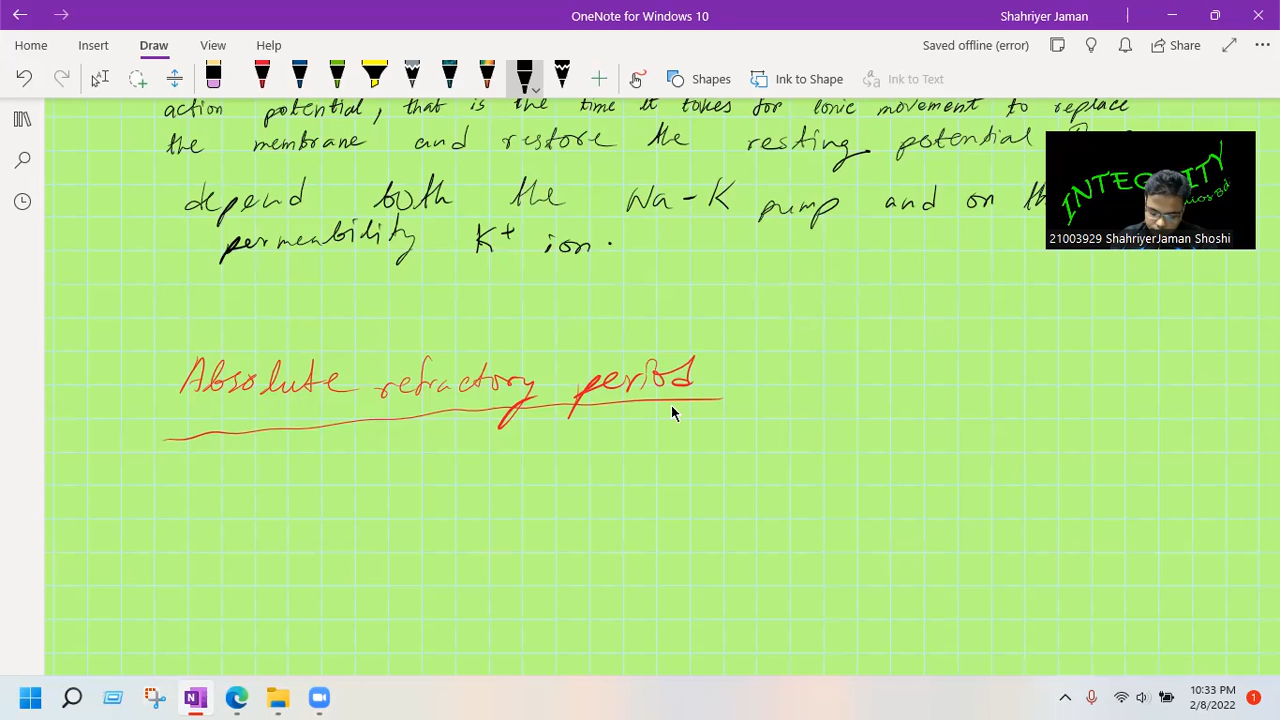 OneNote for Windows 10
Shahriyer Jaman
Home Insert Draw View Help
Saved offline (error)
Share
Shapes
Ink to Shape
Ink to Text
action potential, that is the time it takes for Ionic movement to replace
the membrane and restore the resting potential
depend both the Na-K pump and on
permeability K+ ion.
INTEGRITY
21003929 ShahriyerJaman Shoshi
Absolute refractory period
10:33 PM
2/8/2022
1